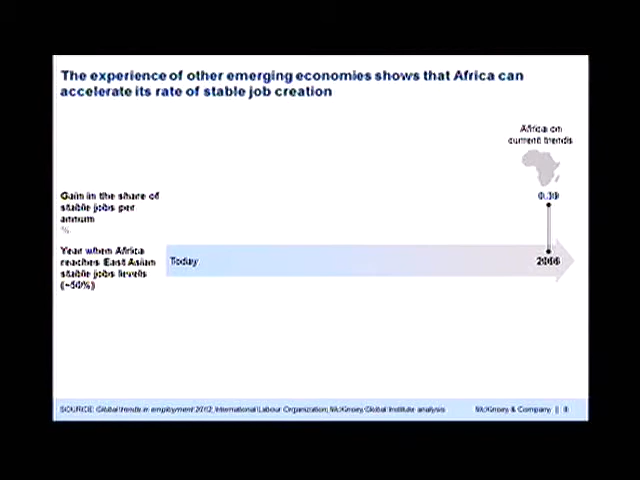 The experience of other emerging economies shows that Africa can
accelerate its rate of stable job creation
Africa on
current trends
Gain in the share of
stable jobs per
annum
%
0.30
Year when Africa
reaches East Asian
stable jobs levels
(~50%)
Today
2066
SOURCE: Global trends in employment 2012, International Labour Organization; McKinsey Global Institute analysis
McKinsey & Company | 8